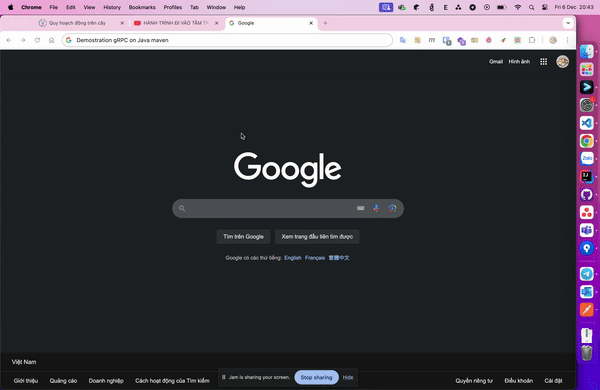 Chrome File Edit View History Bookmarks Profiles Tab Window Help
Fri 6 Dec 20:43
Quy hoạch động trên cây
HÀNH TRÌNH ĐI VÀO TÂM TR
Google
Demostration gRPC on Java maven
Gmail Hình ảnh
Google
Tìm trên Google
Xem trang đầu tiên tìm được
Google có các thứ tiếng: English Français 繁體中文
Việt Nam
Giới thiệu Quảng cáo Doanh nghiệp Cách hoạt động của Tìm kiếm
Jam is sharing your screen. Stop sharing Hide
Quyền riêng tư Điều khoản Cài đặt
Zalo